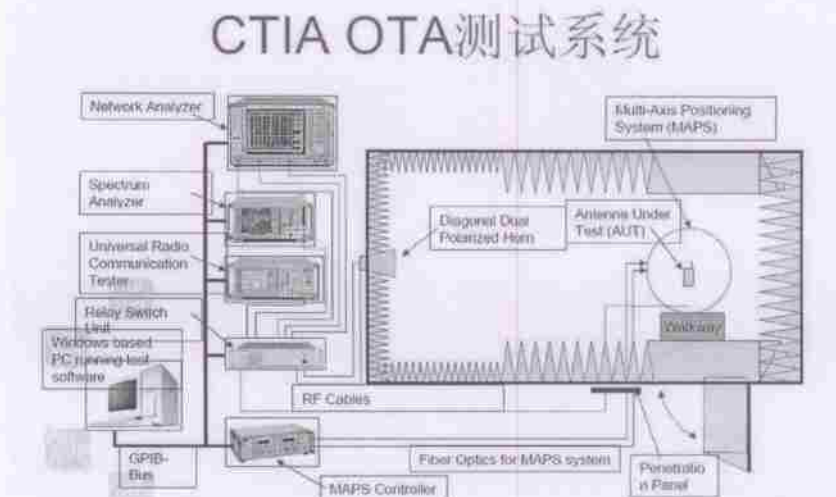 CTIA OTA测试系统
Network Analyzer
Multi-Axis Positioning
System (MAPS)
Spectrum
Analyzer
Diagonal Dual
Polarized Horn
Antenna Under
Test (AUT)
Universal Radio
Communication
Tester
Relay Switch
Unit
Windows based
PC running test
software
Walkway
RF Cables
GPIB-
Bus
Fiber Optics for MAPS system
Penetratio
n Panel
MAPS Controller